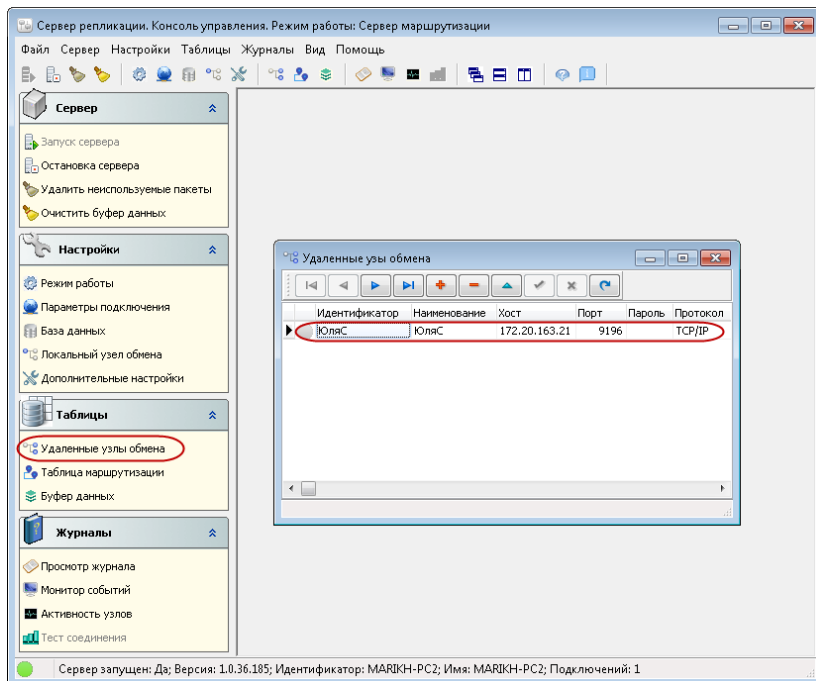 Сервер репликации. Консоль управления. Режим работы: Сервер маршрутизации
Файл Сервер Настройки Таблицы Журналы Вид Помощь
Сервер
Запуск сервера
Остановка сервера
Удалить неиспользуемые пакеты
Очистить буфер данных
Настройки
Режим работы
Параметры подключения
База данных
Локальный узел обмена
Дополнительные настройки
Таблицы
Удаленные узлы обмена
Таблица маршрутизации
Буфер данных
Журналы
Просмотр журнала
Монитор событий
Активность узлов
Тест соединения
Удаленные узы обмена
Идентификатор Наименование Хост Порт Пароль Протокол
ЮляС ЮляС 172.20.163.21 9196 TCP/IP
Сервер запущен: Да; Версия: 1.0.36.185; Идентификатор: MARIKH-PC2; Имя: MARIKH-PC2; Подключений: 1